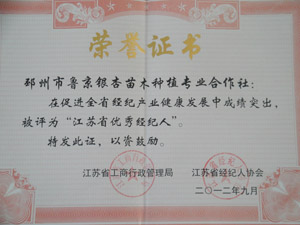 荣誉证书
邳州市鲁京银杏苗木种植专业合作社：
在促进全省经纪产业健康发展中成绩突出，
被评为“江苏省优秀经纪人”。
特发此证，以资鼓励。
江苏省工商行政管理局 江苏省经纪人协会
二〇一二年九月